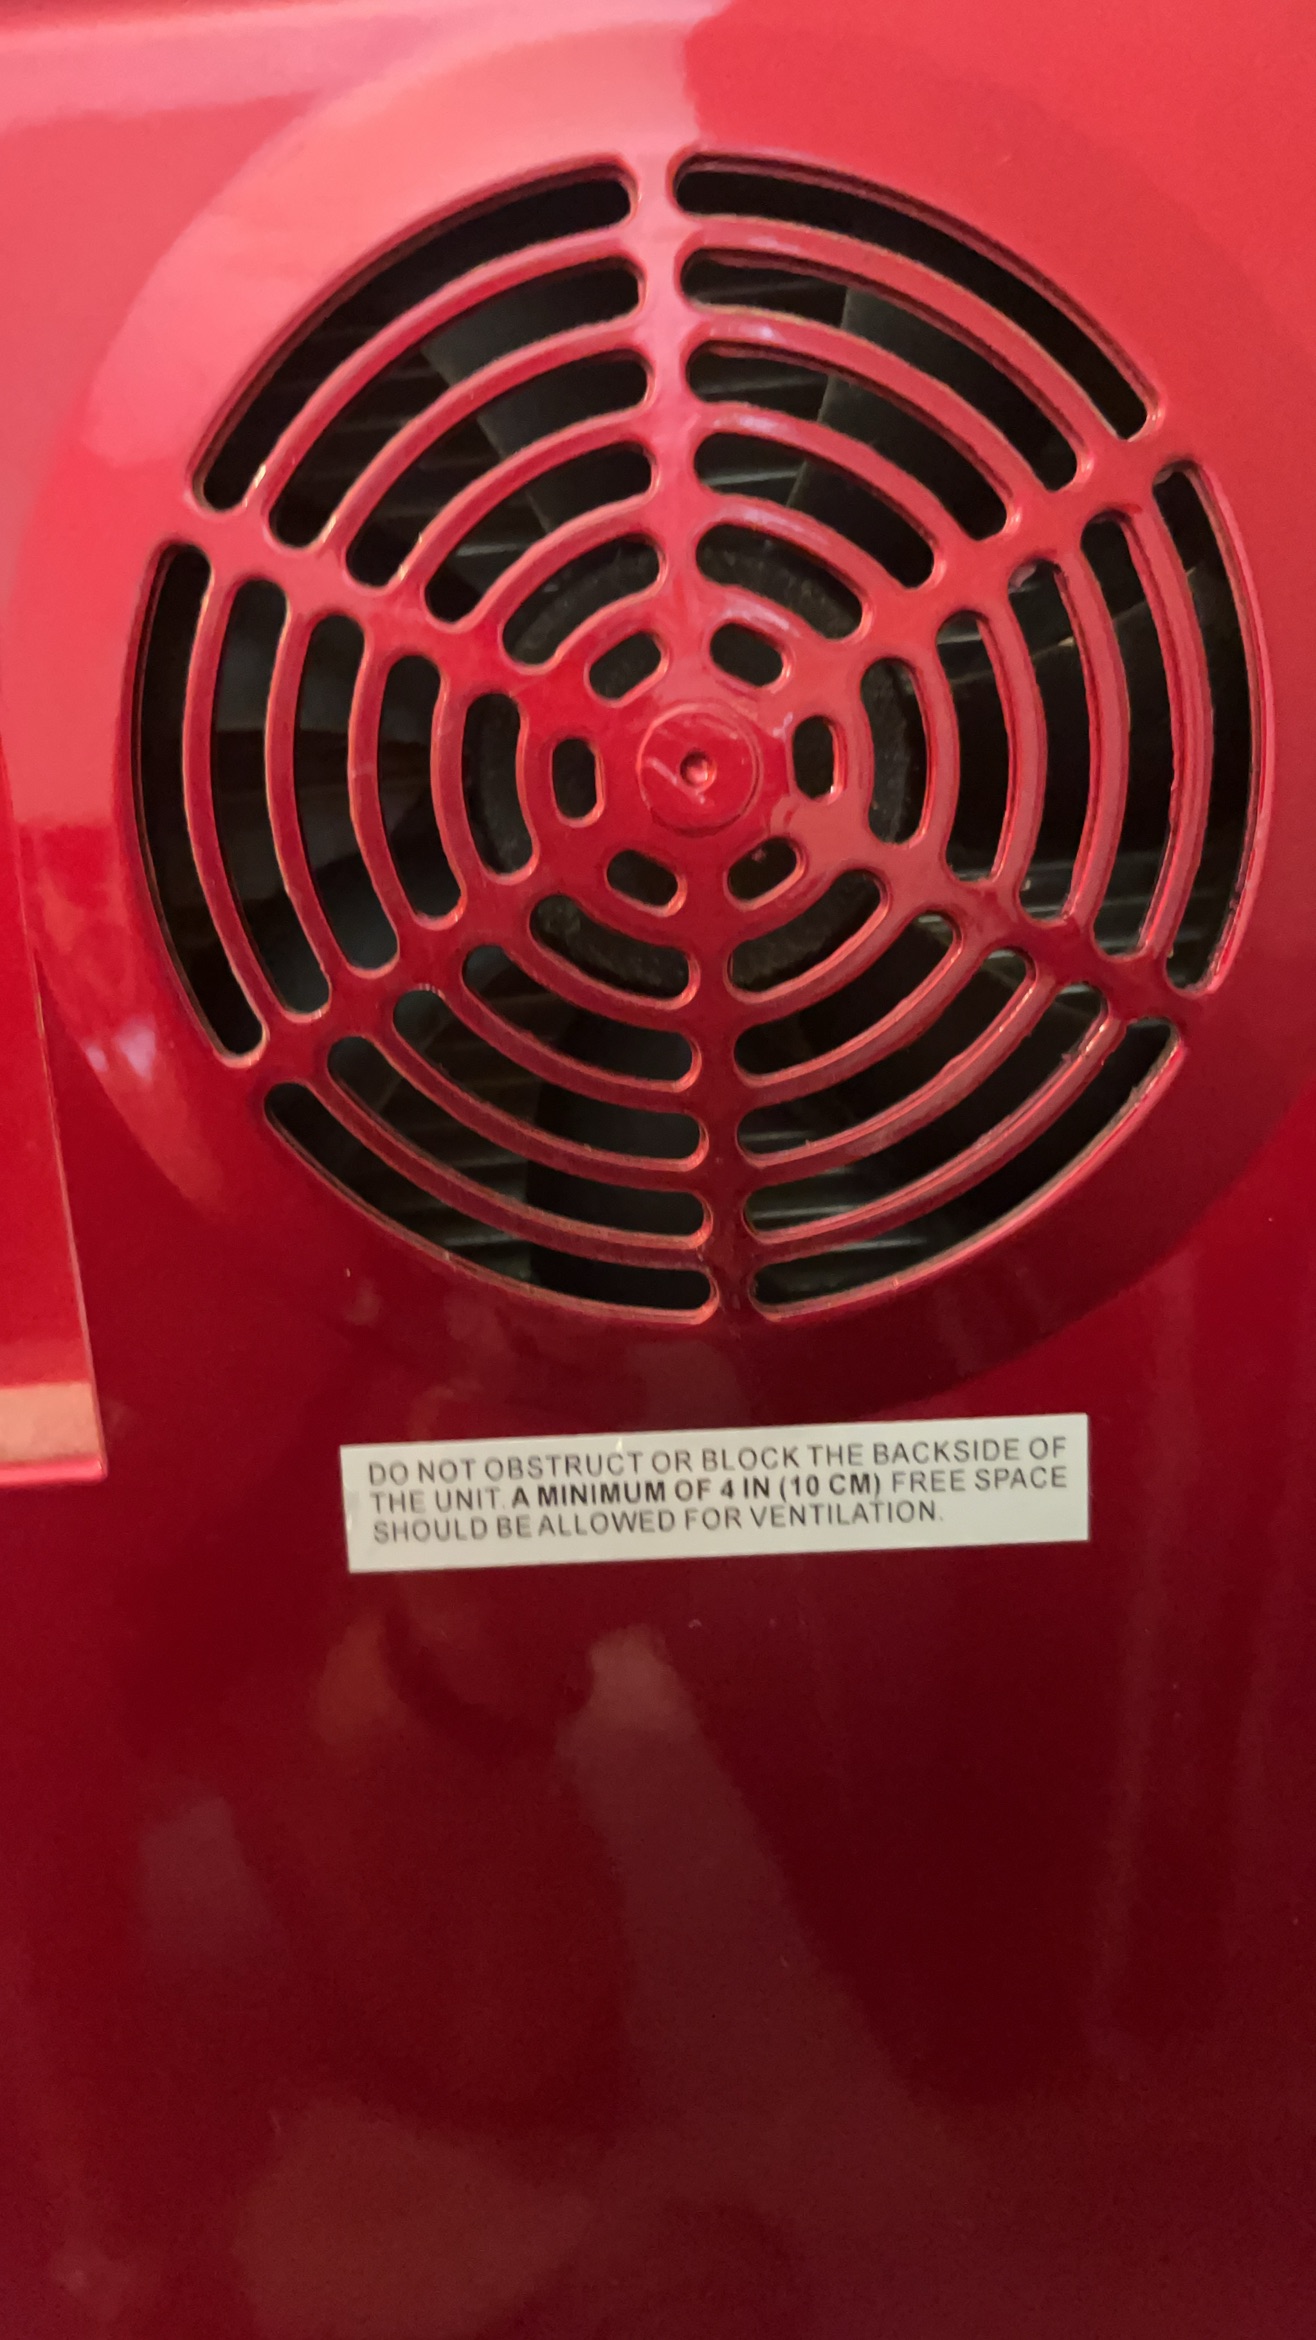 DO NOT OBSTRUCT OR BLOCK THE BACKSIDE OF
THE UNIT. A MINIMUM OF 4 IN (10 CM) FREE SPACE
SHOULD BE ALLOWED FOR VENTILATION.